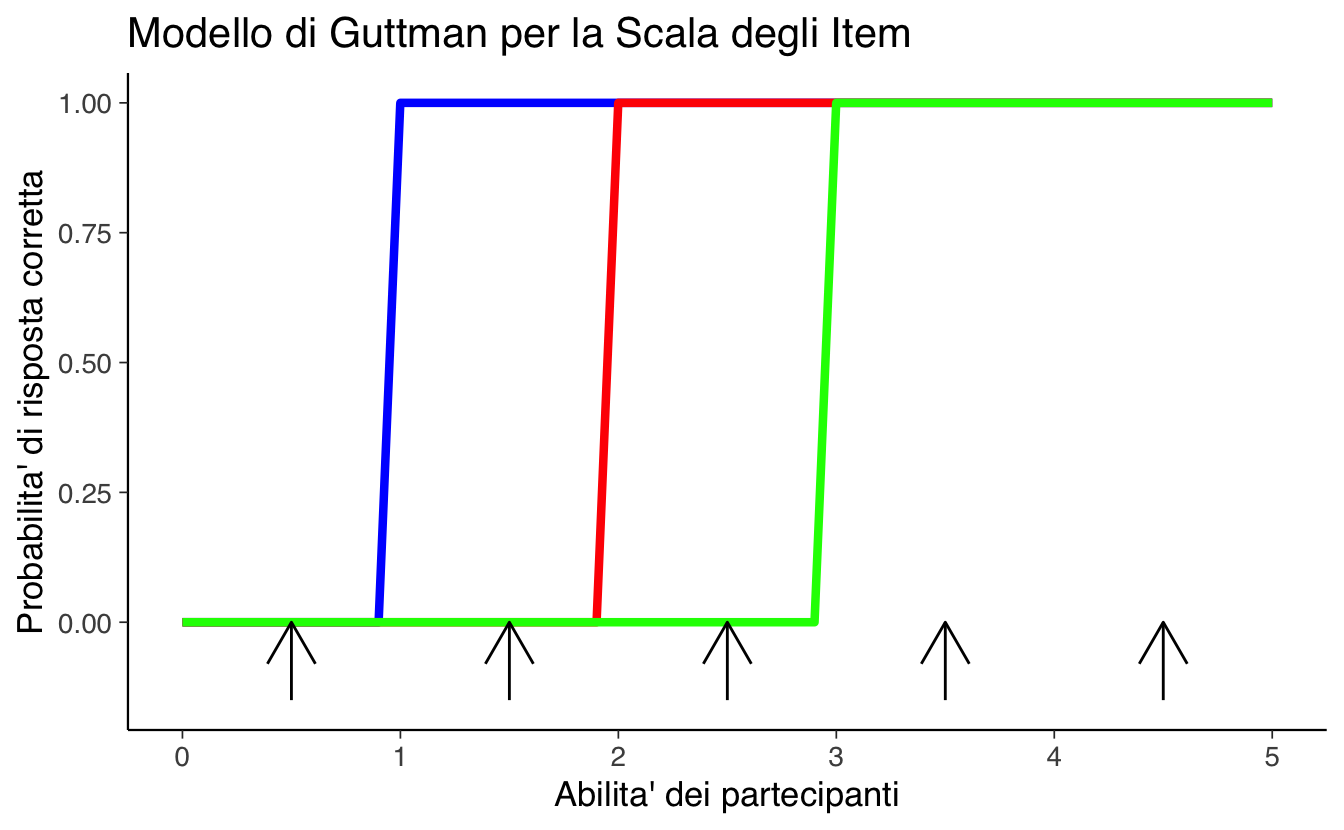 Modello di Guttman per la Scala degli Item
Probabilita' di risposta corretta
1.00
0.75
0.50
0.25
0.00
0 1 2 3 4 5
Abilita' dei partecipanti